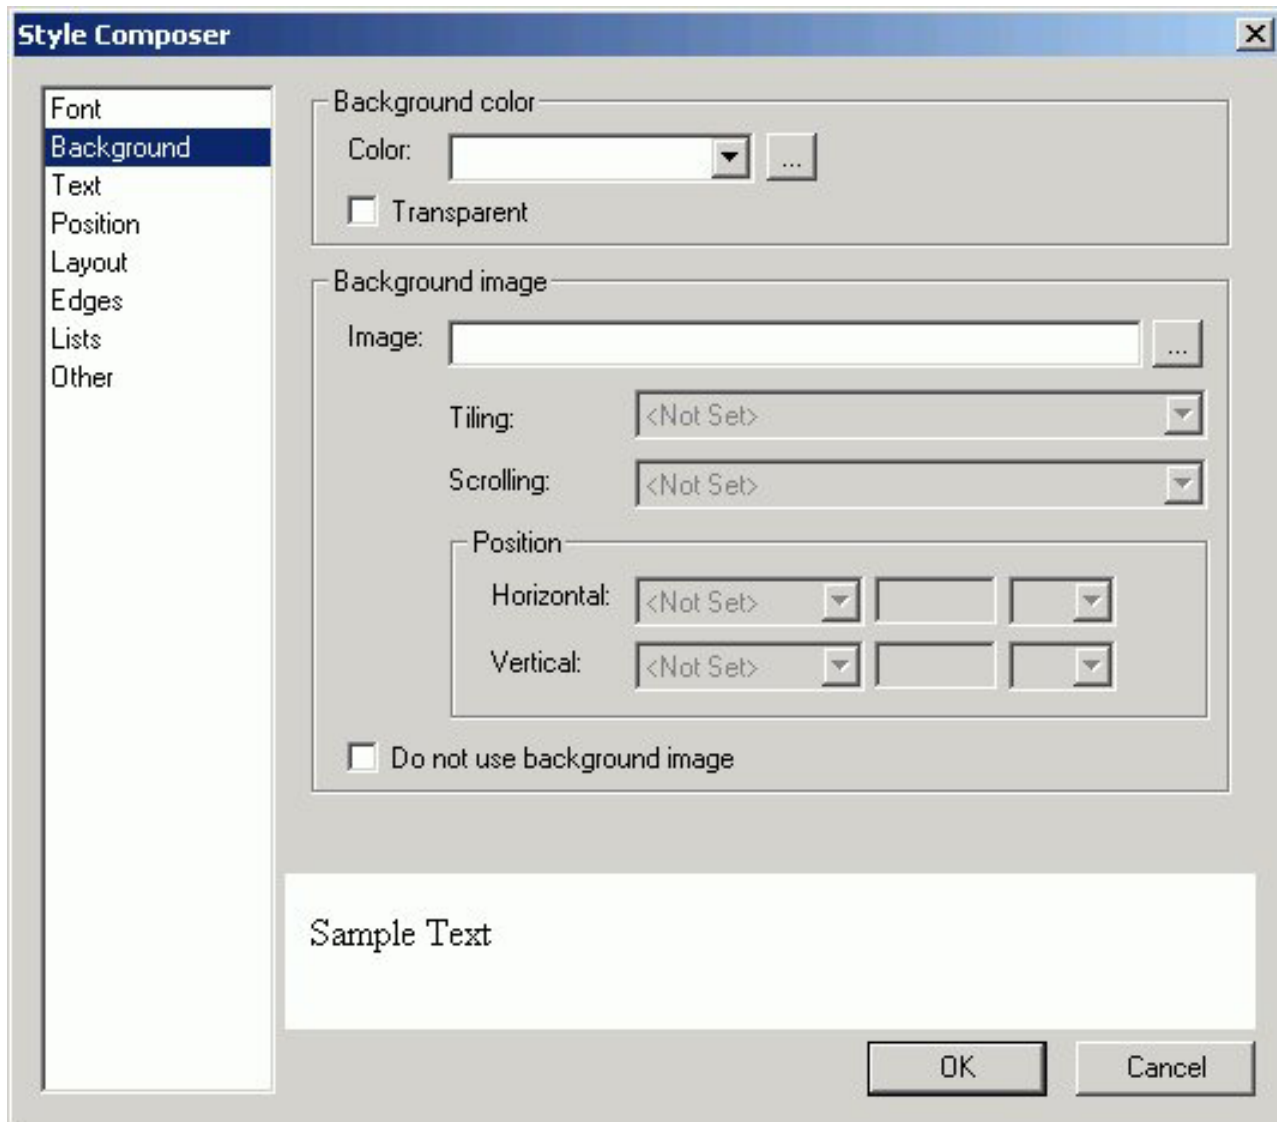 Style Composer
Font
Background
Text
Position
Layout
Edges
Lists
Other
Background color
Color:
...
Transparent
Background image
Image:
...
Tiling: <Not Set>
Scrolling: <Not Set>
Position
Horizontal: <Not Set>
Vertical: <Not Set>
Do not use background image
Sample Text
OK Cancel